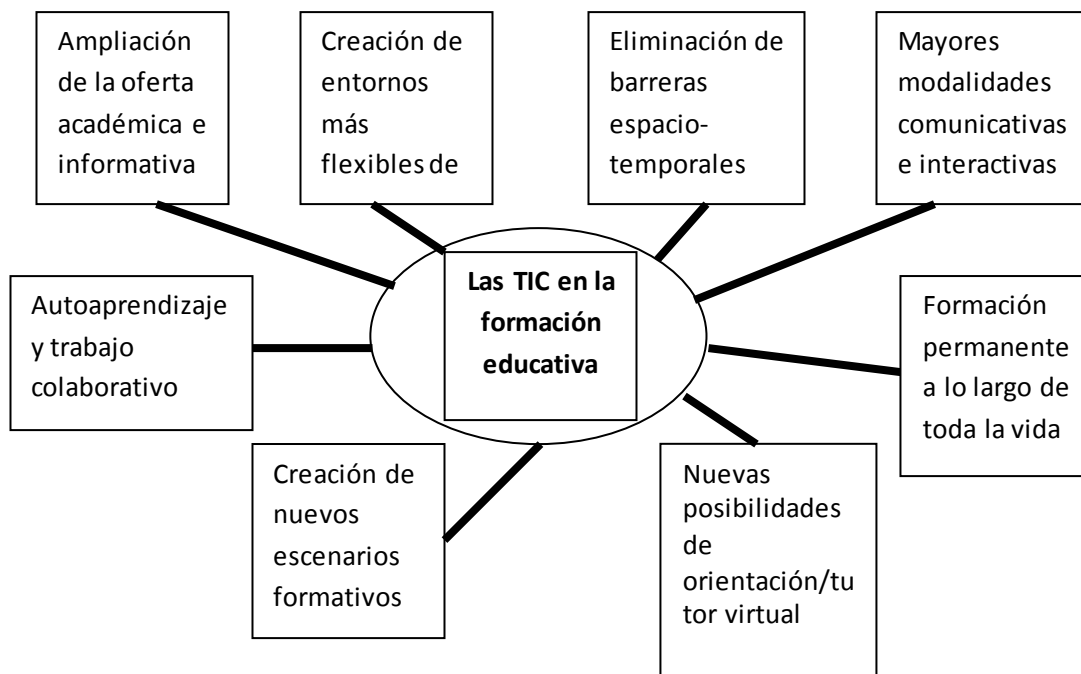 Ampliación
de la oferta
académica e
informativa
Creación de
entornos
más
flexibles de
Eliminación de
barreras
espacio-
temporales
Mayores
modalidades
comunicativas
e interactivas
Autoaprendizaje
y trabajo
colaborativo
Las TIC en la
formación
educativa
Formación
permanente
a lo largo de
toda la vida
Creación de
nuevos
escenarios
formativos
Nuevas
posibilidades
de
orientación/tu
tor virtual